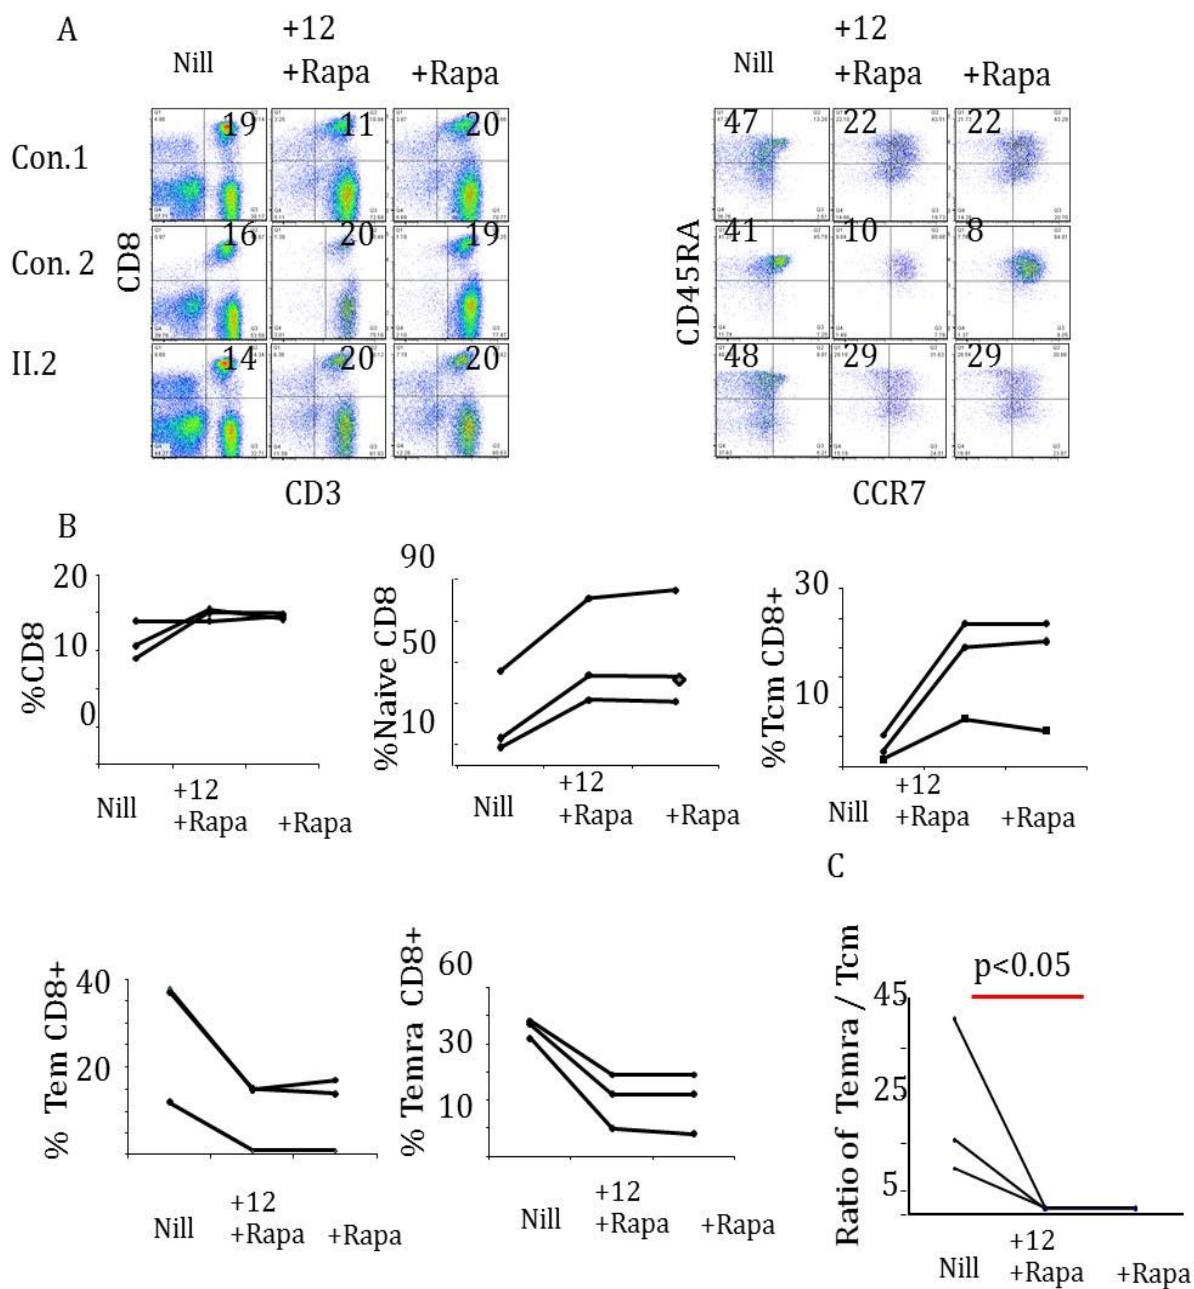 A
+12
Nill
+Rapa
+Rapa
+12
Nill
+Rapa
+Rapa
Con.1
19
11
20
47
22
22
Con. 2
CD8
16
20
19
CD45RA
41
10
8
II.2
14
20
20
48
29
29
CD3
CCR7
B
%CD8
20
10
0
Nill
+12
+Rapa
+Rapa
%Naive CD8
90
50
10
Nill
+12
+Rapa
+Rapa
%Tcm CD8+
30
10
Nill
+12
+Rapa
+Rapa
% Tem CD8+
40
20
Nill
+12
+Rapa
+Rapa
% Temra CD8+
60
30
10
Nill
+12
+Rapa
+Rapa
C
Ratio of Temra / Tcm
p<0.05
45
25
5
Nill
+12
+Rapa
+Rapa